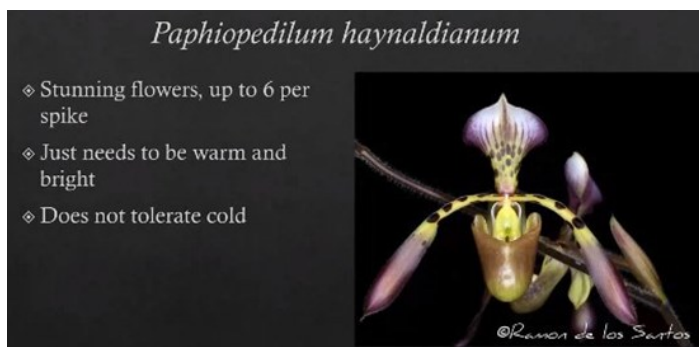 Paphiopedilum haynaldianum
Stunning flowers, up to 6 per
spike
Just needs to be warm and
bright
Does not tolerate cold
©Ramon de los Santos